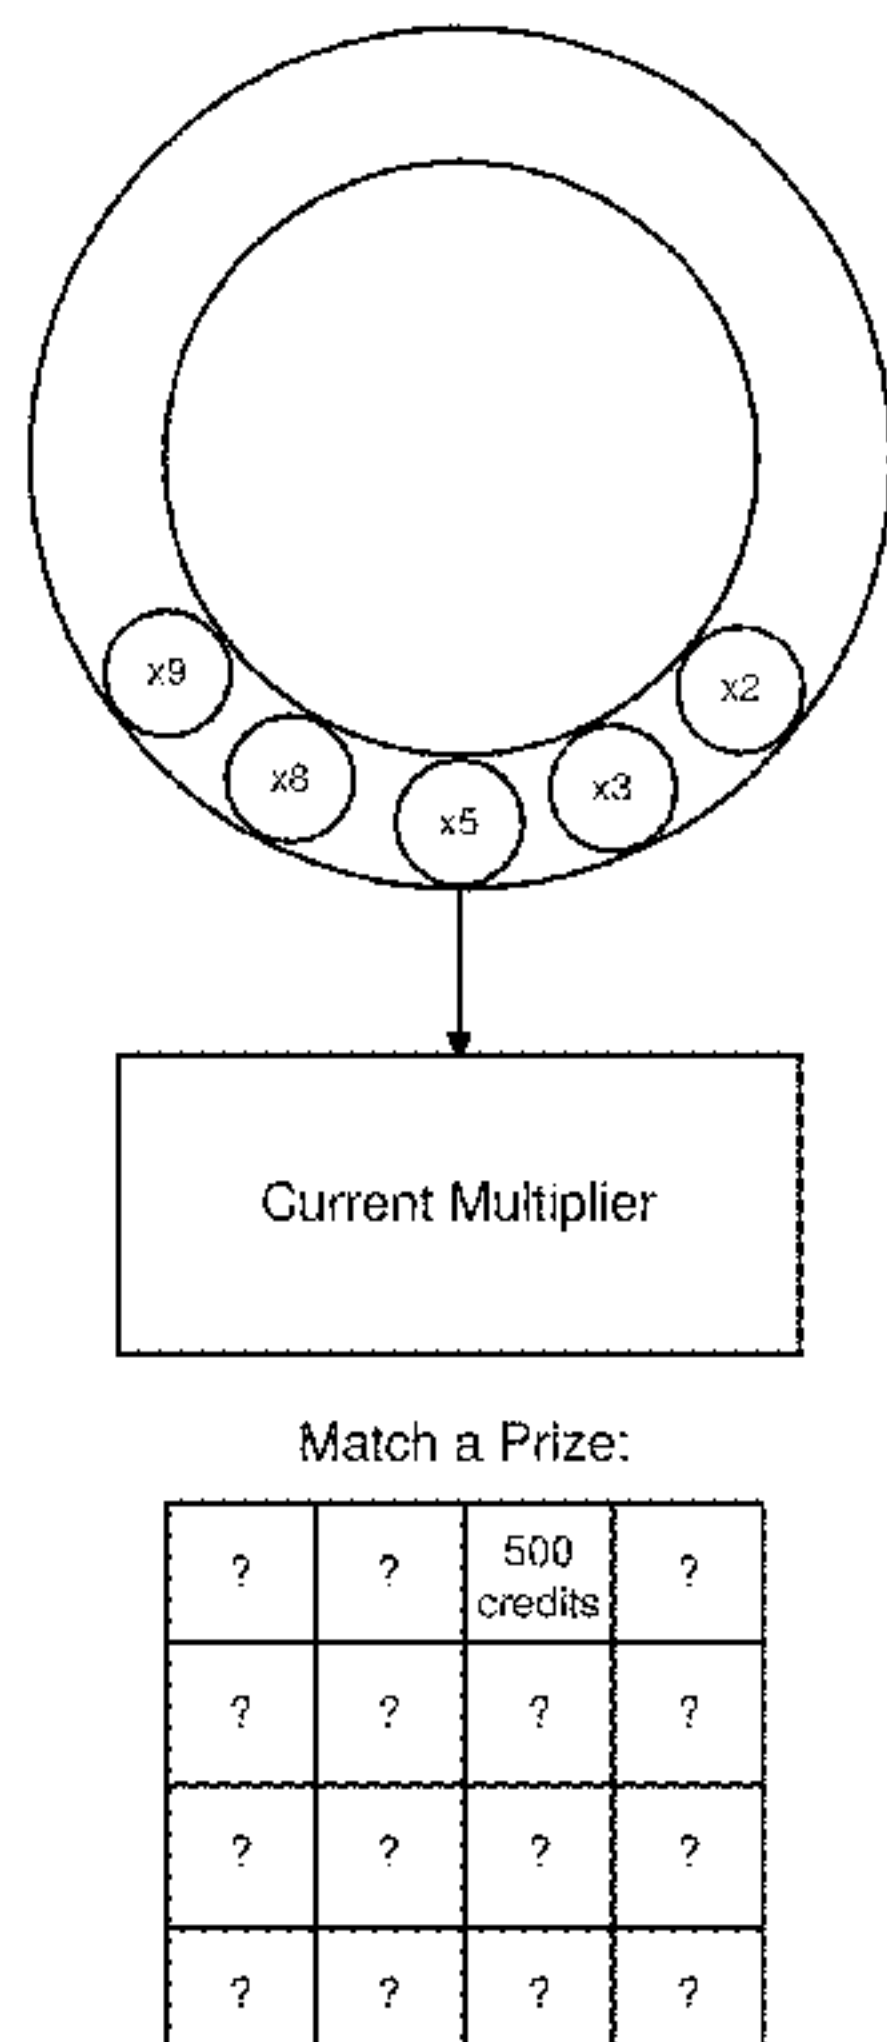 x9
x8
x5
x3
x2
Current Multiplier
Match a Prize:
? ? 500 credits ?
? ? ? ?
? ? ? ?
? ? ? ?